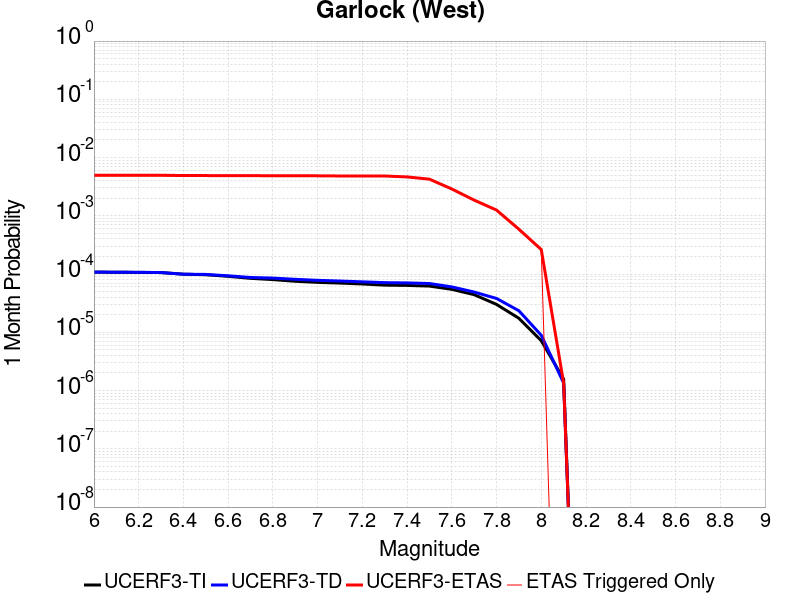 Garlock (West)
10^0
10^-1
10^-2
10^-3
10^-4
10^-5
10^-6
10^-7
10^-8
1 Month Probability
6 6.2 6.4 6.6 6.8 7 7.2 7.4 7.6 7.8 8 8.2 8.4 8.6 8.8 9
Magnitude
UCERF3-TI UCERF3-TD UCERF3-ETAS ETAS Triggered Only